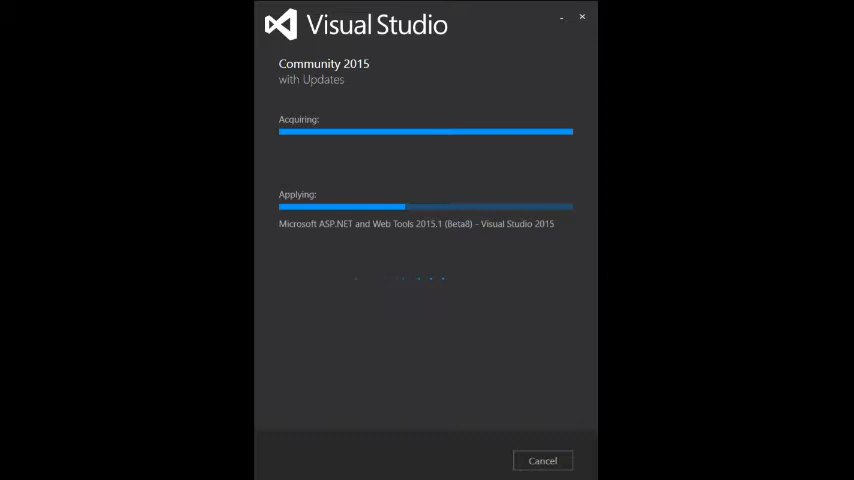 Visual Studio
Community 2015
with Updates
Acquiring:
Applying:
Microsoft ASP.NET and Web Tools 2015.1 (Beta8) - Visual Studio 2015
Cancel